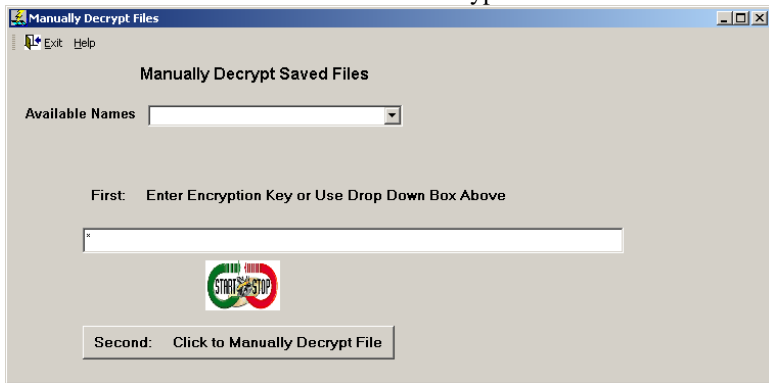 Manually Decrypt Files
Exit Help
Manually Decrypt Saved Files
Available Names
First: Enter Encryption Key or Use Drop Down Box Above
*
START STOP
Second: Click to Manually Decrypt File